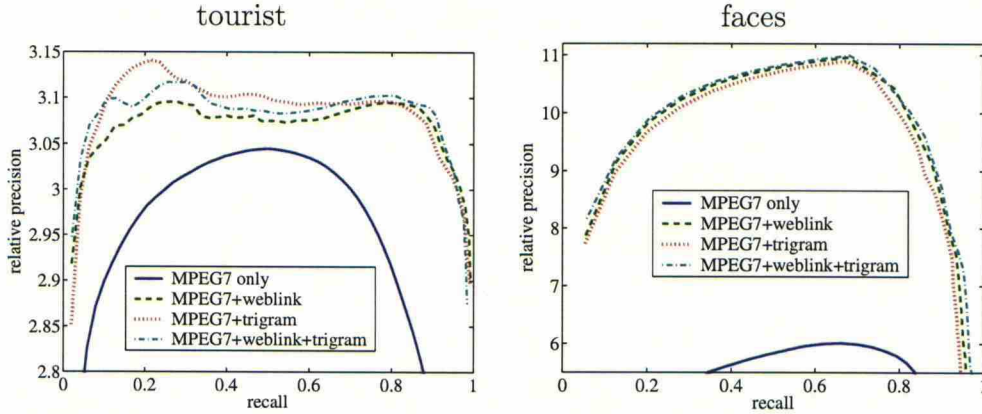 tourist
3.15
3.1
3.05
3
2.95
2.9
2.85
2.8
relative precision
0
0.2
0.4
0.6
0.8
1
recall
MPEG7 only
MPEG7+weblink
MPEG7+trigram
MPEG7+weblink+trigram
faces
11
10
9
8
7
6
relative precision
0
0.2
0.4
0.6
0.8
1
recall
MPEG7 only
MPEG7+weblink
MPEG7+trigram
MPEG7+weblink+trigram